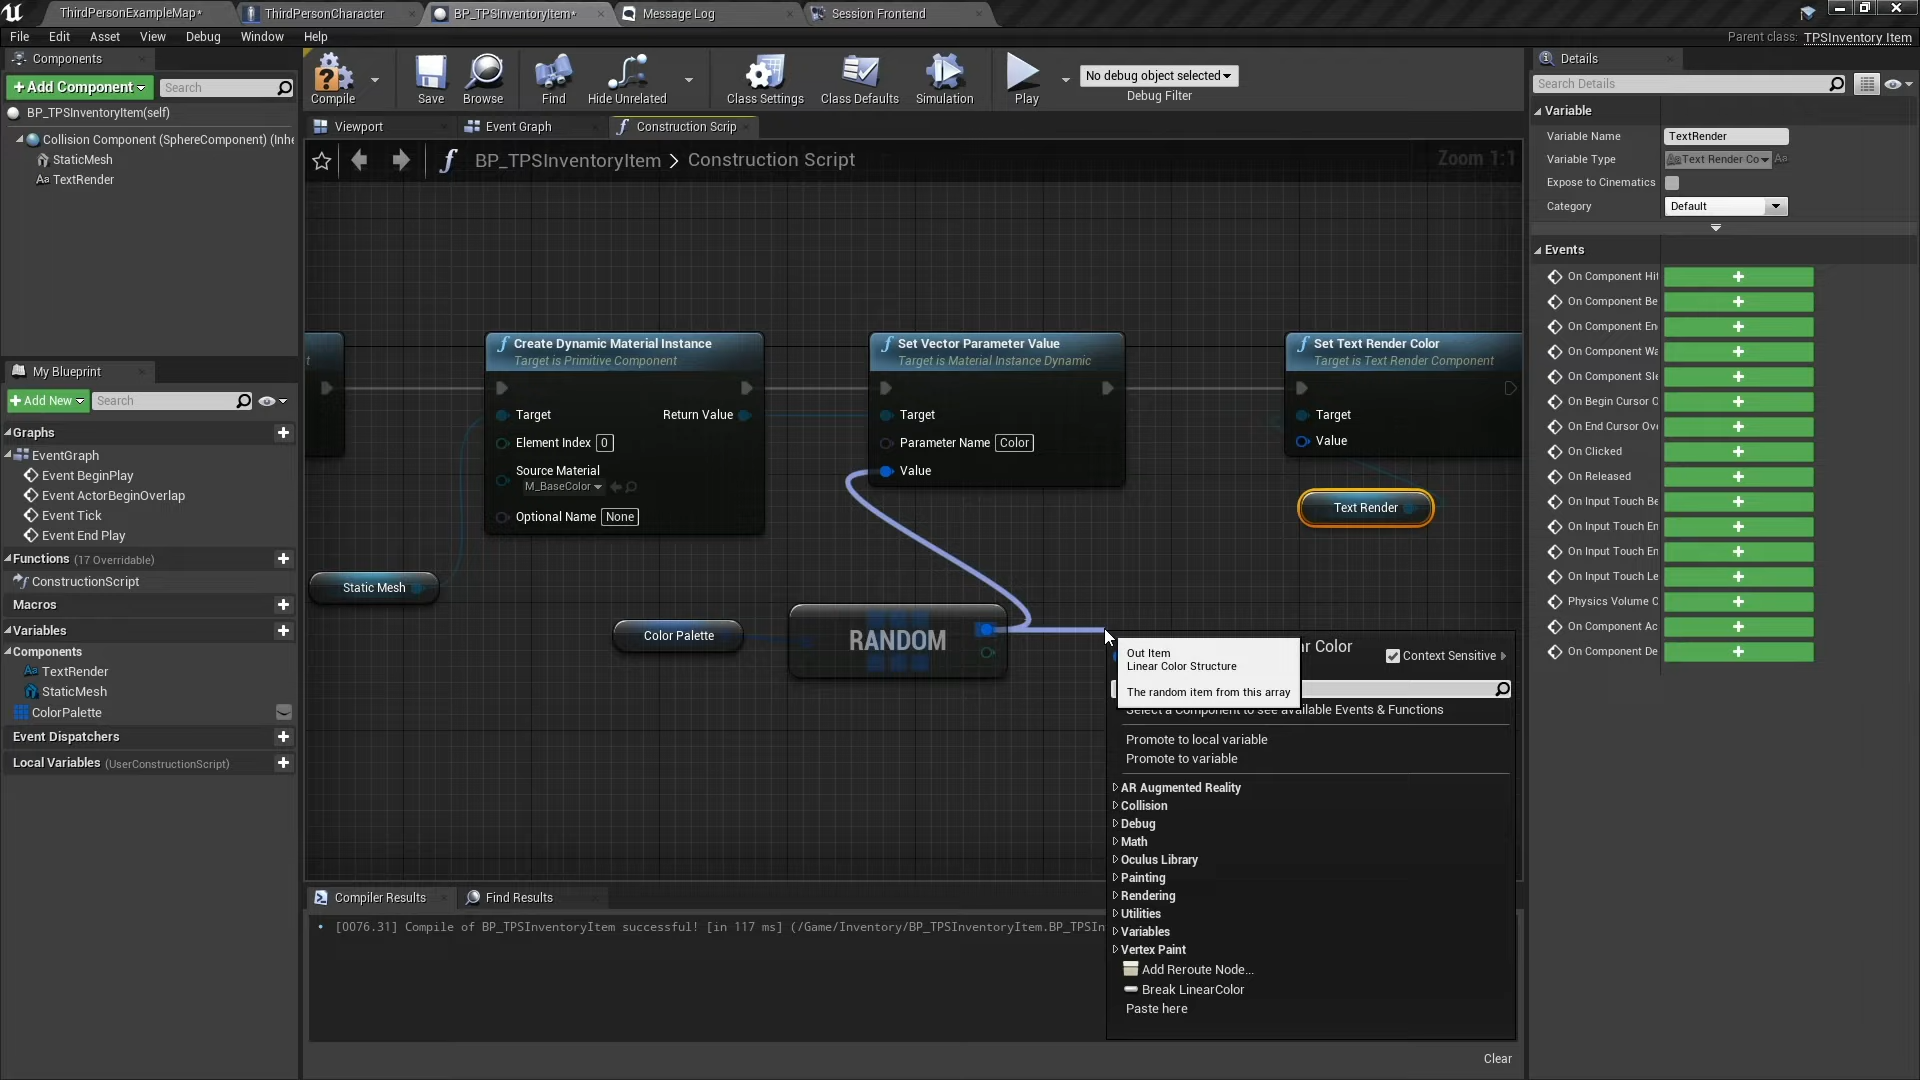 ThirdPersonExampleMap*
ThirdPersonCharacter
BP_TPSInventoryItem*
Message Log
Session Frontend
File
Edit
Asset
View
Debug
Window
Help
Parent class: TPSInventory Item
Components
+Add Component
Search
BP_TPSInventoryItem(self)
Collision Component (SphereComponent) (Inhe
StaticMesh
Aa TextRender
Compile
Save
Browse
Find
Hide Unrelated
Class Settings
Class Defaults
Simulation
Play
No debug object selected
Debug Filter
Viewport
Event Graph
Construction Scrip
BP_TPSInventoryItem > Construction Script
Zoom 1:1
Create Dynamic Material Instance
Target is Primitive Component
Target
Return Value
Element Index 0
Source Material
M_BaseColor
Optional Name None
Set Vector Parameter Value
Target is Material Instance Dynamic
Target
Parameter Name Color
Value
Set Text Render Color
Target is Text Render Component
Target
Value
Text Render
Static Mesh
Color Palette
RANDOM
Out Item
Linear Color Structure
The random item from this array
ar Color
Context Sensitive
Select a Component to see available Events & Functions
Promote to local variable
Promote to variable
AR Augmented Reality
Collision
Debug
Math
Oculus Library
Painting
Rendering
Utilities
Variables
Vertex Paint
Add Reroute Node...
Break LinearColor
Paste here
My Blueprint
+Add New
Search
Graphs
EventGraph
Event BeginPlay
Event ActorBeginOverlap
Event Tick
Event End Play
Functions (17 Overridable)
ConstructionScript
Macros
Variables
Components
Aa TextRender
StaticMesh
ColorPalette
Event Dispatchers
Local Variables (UserConstructionScript)
Compiler Results
Find Results
[0076.31] Compile of BP_TPSInventoryItem successful! [in 117 ms] (/Game/Inventory/BP_TPSInventoryItem.BP_TPSIn
Clear
Details
Search Details
Variable
Variable Name
TextRender
Variable Type
Aa Text Render Co
Aa
Expose to Cinematics
Category
Default
Events
On Component Hit
On Component Be
On Component En
On Component Wa
On Component Sle
On Begin Cursor O
On End Cursor Ove
On Clicked
On Released
On Input Touch Be
On Input Touch En
On Input Touch En
On Input Touch Le
Physics Volume C
On Component Ac
On Component De